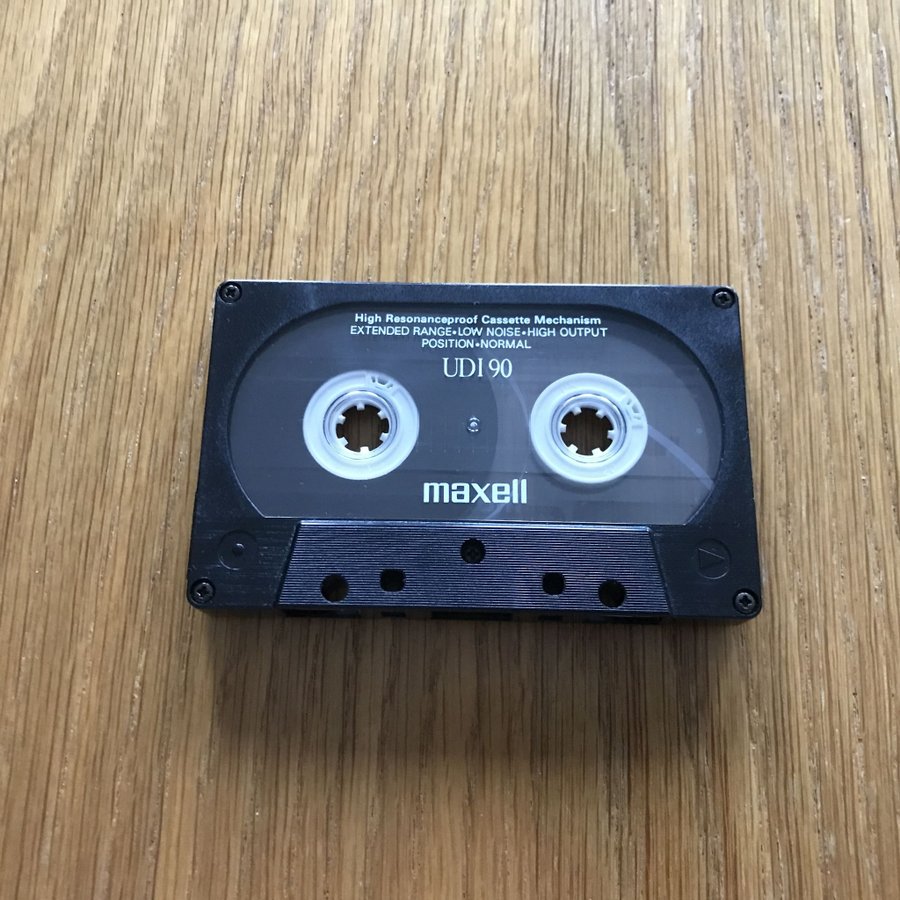 High Resonanceproof Cassette Mechanism
EXTENDED RANGE•LOW NOISE•HIGH OUTPUT
POSITION•NORMAL
UDI 90
maxell